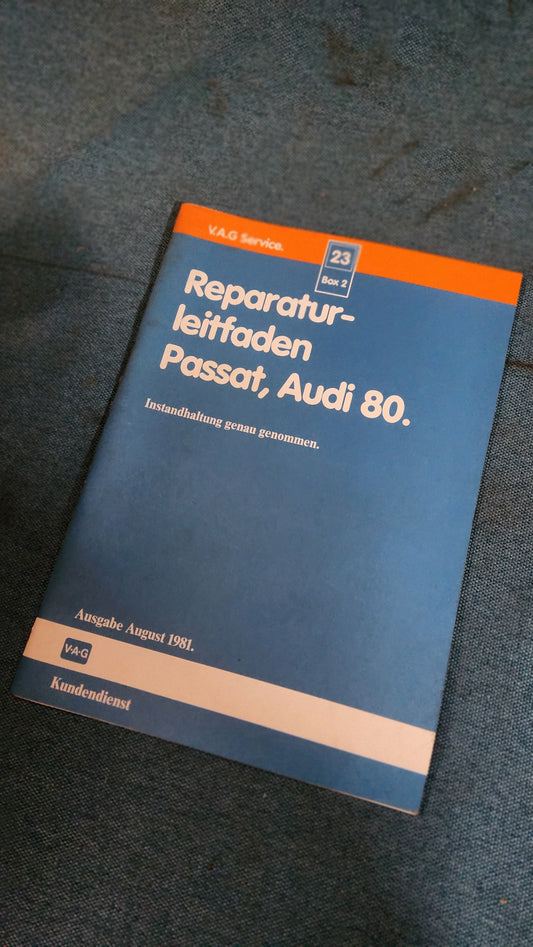 V.A.G Service.
23
Box 2
Reparatur-
leitfaden
Passat, Audi 80.
Instandhaltung genau genommen.
Ausgabe August 1981.
V·A·G
Kundendienst